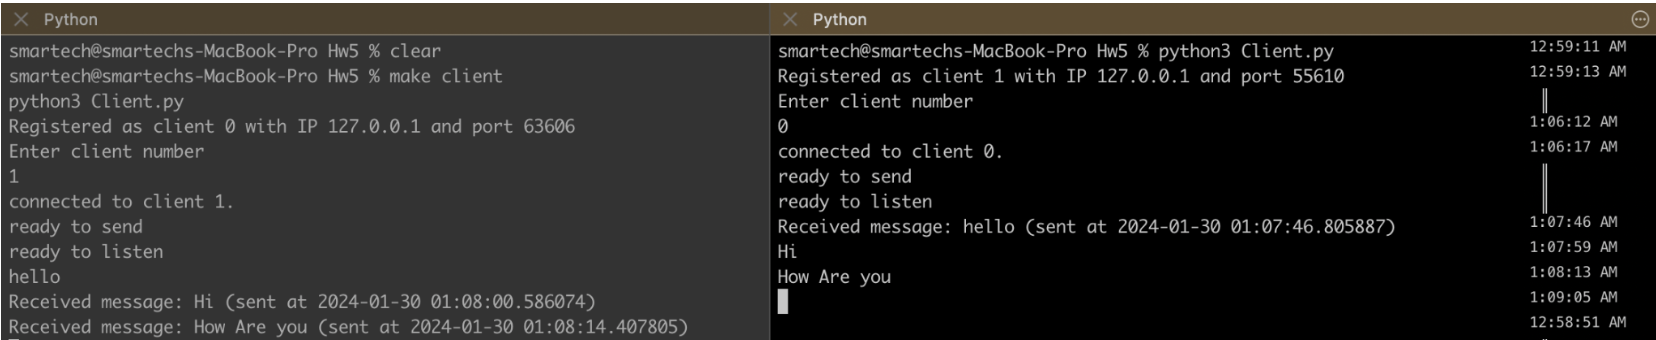 Python
smartech@smartechs-MacBook-Pro Hw5 % clear
smartech@smartechs-MacBook-Pro Hw5 % make client
python3 Client.py
Registered as client 0 with IP 127.0.0.1 and port 63606
Enter client number
1
connected to client 1.
ready to send
ready to listen
hello
Received message: Hi (sent at 2024-01-30 01:08:00.586074)
Received message: How Are you (sent at 2024-01-30 01:08:14.407805)
Python
smartech@smartechs-MacBook-Pro Hw5 % python3 Client.py
Registered as client 1 with IP 127.0.0.1 and port 55610
Enter client number
0
connected to client 0.
ready to send
ready to listen
Received message: hello (sent at 2024-01-30 01:07:46.805887)
Hi
How Are you
12:59:11 AM
12:59:13 AM
1:06:12 AM
1:06:17 AM
1:07:46 AM
1:07:59 AM
1:08:13 AM
1:09:05 AM
12:58:51 AM